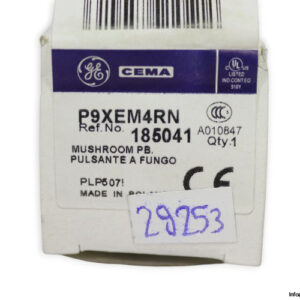 GE CEMA
UL
LISTED
IND.CONT.EQ
P9XEM4RN
Ref. No. 185041 A010847
MUSHROOM PB. Qty.1
PULSANTE A FUNGO
MADE IN
CE
29253